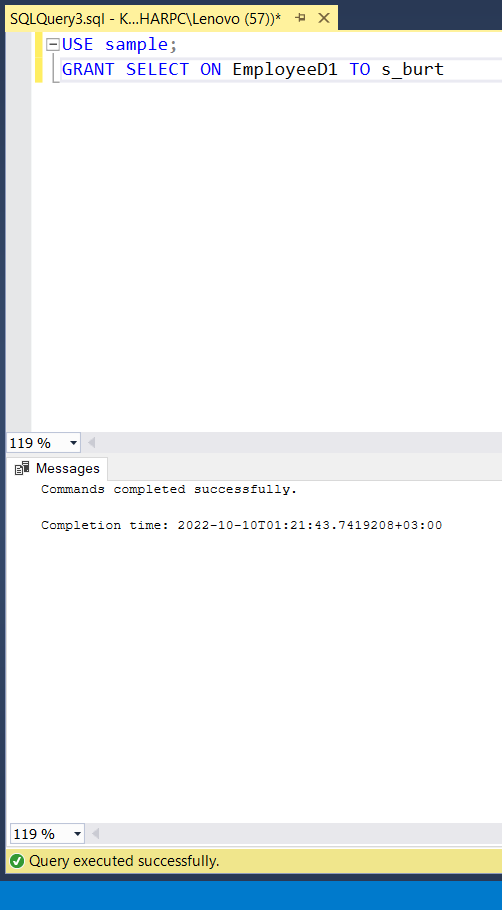 SQLQuery3.sql - K...HARPC\Lenovo (57))*
USE sample;
GRANT SELECT ON EmployeeD1 TO s_burt
119 %
Messages
Commands completed successfully.
Completion time: 2022-10-10T01:21:43.7419208+03:00
119 %
Query executed successfully.